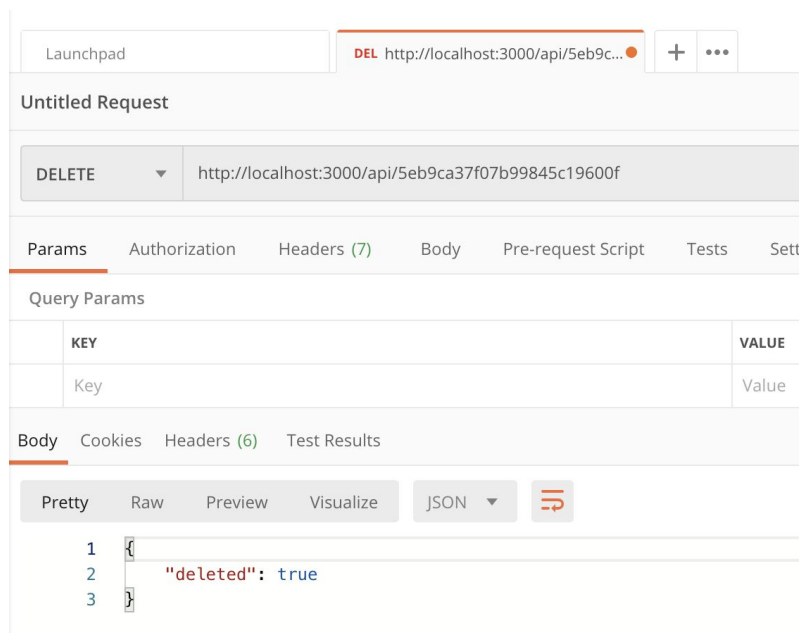 Launchpad
DEL http://localhost:3000/api/5eb9c...
+ •••
Untitled Request
DELETE http://localhost:3000/api/5eb9ca37f07b99845c19600f
Params Authorization Headers (7) Body Pre-request Script Tests Sett
Query Params
KEY VALUE
Key Value
Body Cookies Headers (6) Test Results
Pretty Raw Preview Visualize JSON
1 {
2 "deleted": true
3 }